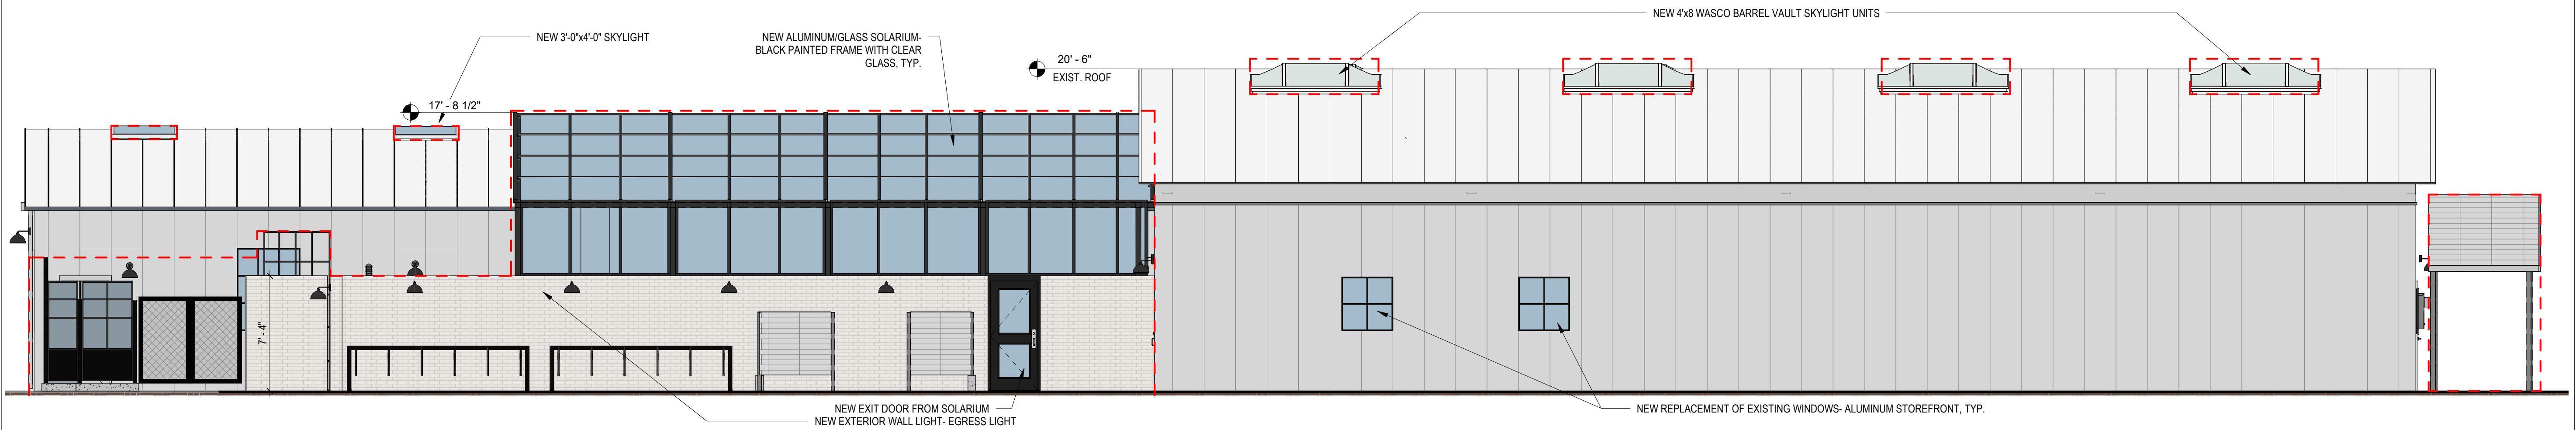 NEW 4'x8 WASCO BARREL VAULT SKYLIGHT UNITS
NEW 3'-0"x4'-0" SKYLIGHT
NEW ALUMINUM/GLASS SOLARIUM-
BLACK PAINTED FRAME WITH CLEAR
GLASS, TYP.
20' - 6"
EXIST. ROOF
17' - 8 1/2"
7' - 4"
NEW EXIT DOOR FROM SOLARIUM
NEW EXTERIOR WALL LIGHT- EGRESS LIGHT
NEW REPLACEMENT OF EXISTING WINDOWS- ALUMINUM STOREFRONT, TYP.